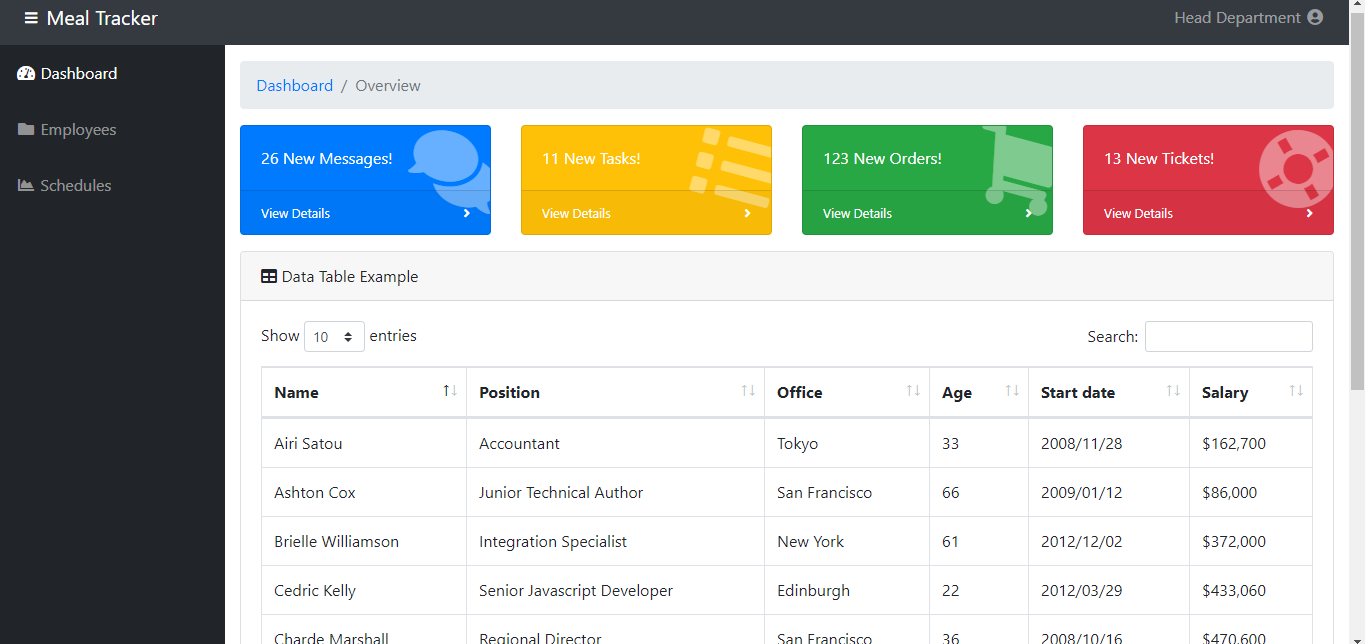 Meal Tracker
Head Department
Dashboard
Employees
Schedules
Dashboard / Overview
26 New Messages!
View Details
11 New Tasks!
View Details
123 New Orders!
View Details
13 New Tickets!
View Details
Data Table Example
Show 10 entries
Search:
Name Position Office Age Start date Salary
Airi Satou Accountant Tokyo 33 2008/11/28 $162,700
Ashton Cox Junior Technical Author San Francisco 66 2009/01/12 $86,000
Brielle Williamson Integration Specialist New York 61 2012/12/02 $372,000
Cedric Kelly Senior Javascript Developer Edinburgh 22 2012/03/29 $433,060
Charde Marshall Regional Director San Francisco 36 2008/10/16 $470,600